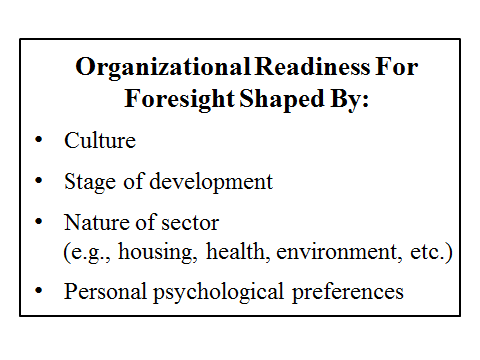 Organizational Readiness For
Foresight Shaped By:
• Culture
• Stage of development
• Nature of sector
(e.g., housing, health, environment, etc.)
• Personal psychological preferences